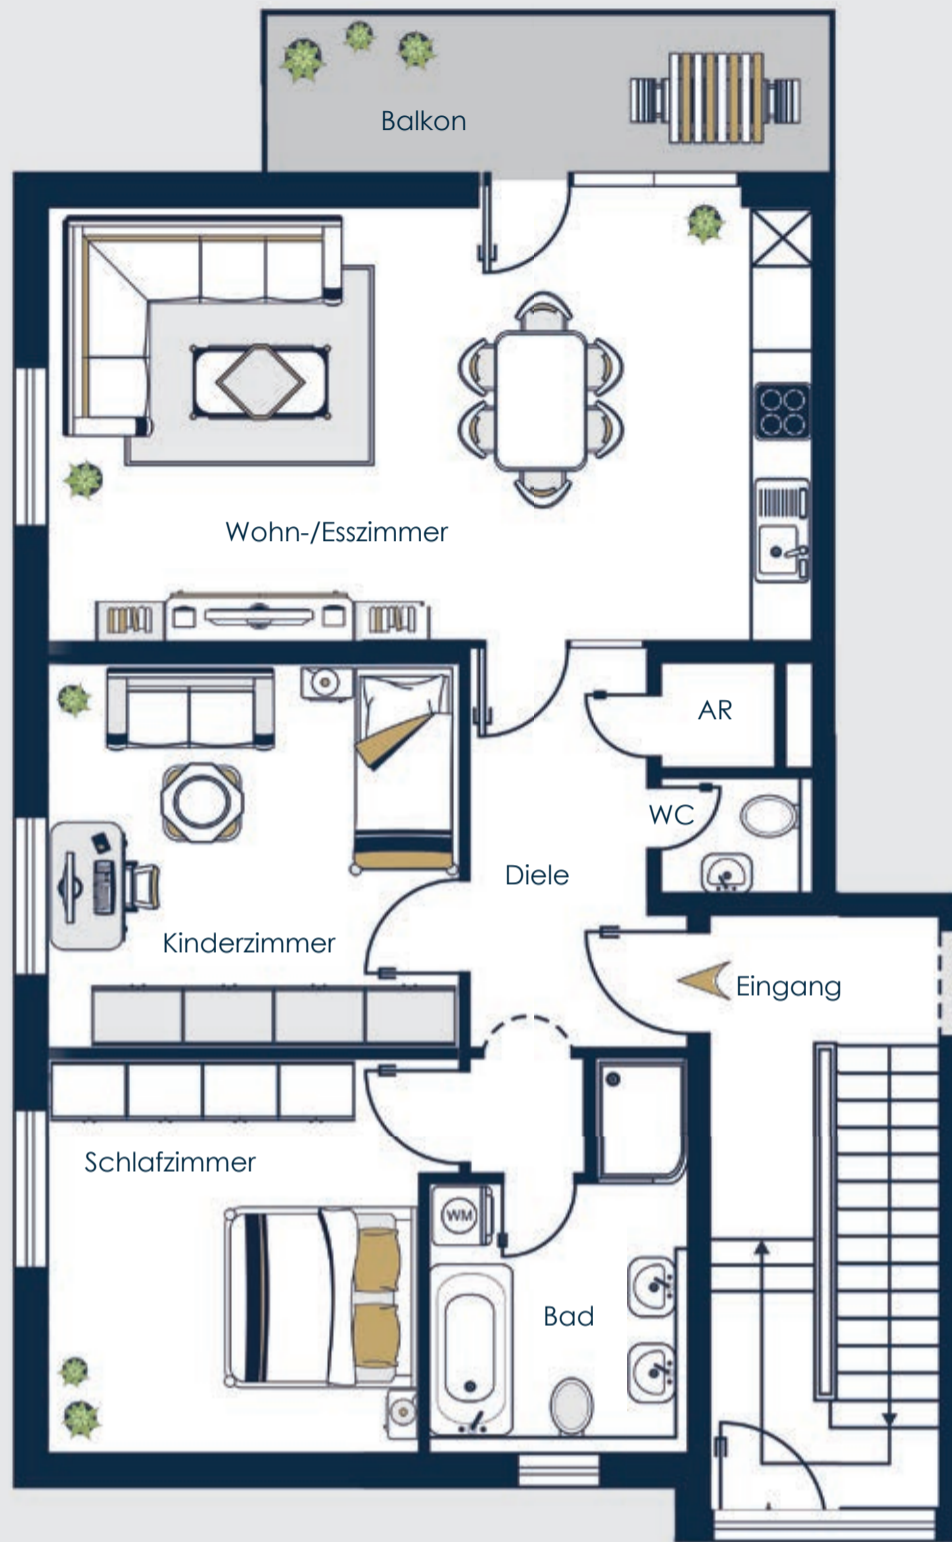 Balkon
Wohn-/Esszimmer
AR
WC
Diele
Kinderzimmer
Eingang
Schlafzimmer
WM
Bad